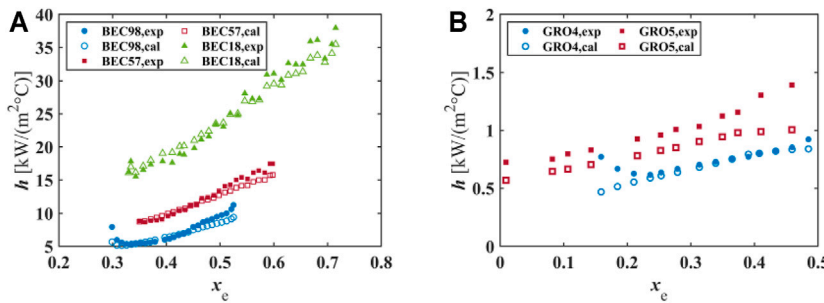 A
40
35
30
25
20
15
10
5
h [kW/(m²°C)]
BEC98,exp
BEC98,cal
BEC57,exp
BEC57,cal
BEC18,exp
BEC18,cal
0.2
0.3
0.4
0.5
0.6
0.7
0.8
xe
B
2
1.5
1
0.5
0
h [kW/(m²°C)]
GRO4,exp
GRO4,cal
GRO5,exp
GRO5,cal
0
0.1
0.2
0.3
0.4
0.5
xe